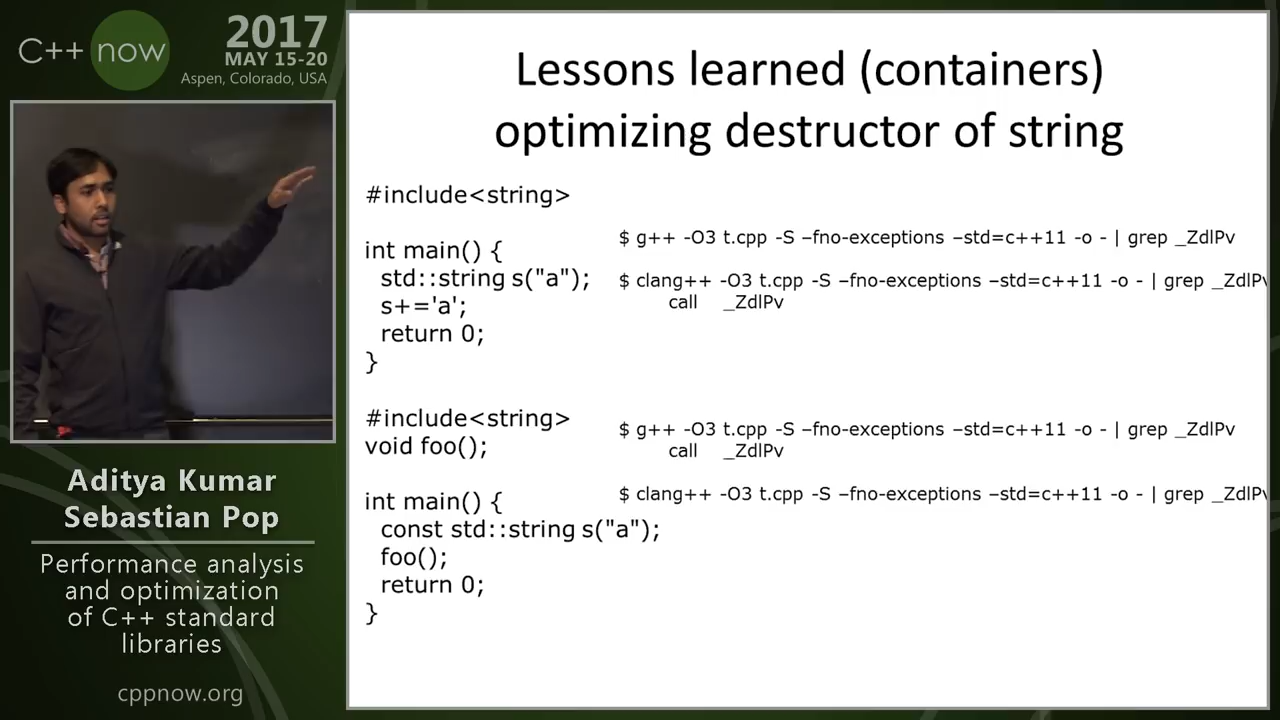 C++ now
2017
MAY 15-20
Aspen, Colorado, USA
Lessons learned (containers)
optimizing destructor of string
#include<string>
int main() {
std::string s("a");
s+='a';
return 0;
}
$ g++ -O3 t.cpp -S –fno-exceptions –std=c++11 -o - | grep _ZdlPv
$ clang++ -O3 t.cpp -S –fno-exceptions –std=c++11 -o - | grep _ZdlPv
call _ZdlPv
#include<string>
void foo();
int main() {
const std::string s("a");
foo();
return 0;
}
$ g++ -O3 t.cpp -S –fno-exceptions –std=c++11 -o - | grep _ZdlPv
call _ZdlPv
$ clang++ -O3 t.cpp -S –fno-exceptions –std=c++11 -o - | grep _ZdlPv
Aditya Kumar
Sebastian Pop
Performance analysis
and optimization
of C++ standard
libraries
cppnow.org